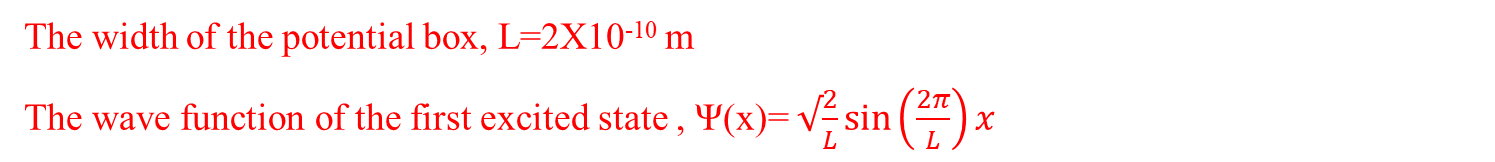 The width of the potential box, L=2X10⁻¹⁰ m
The wave function of the first excited state , Ψ(x)= √2/L sin (2π/L) x